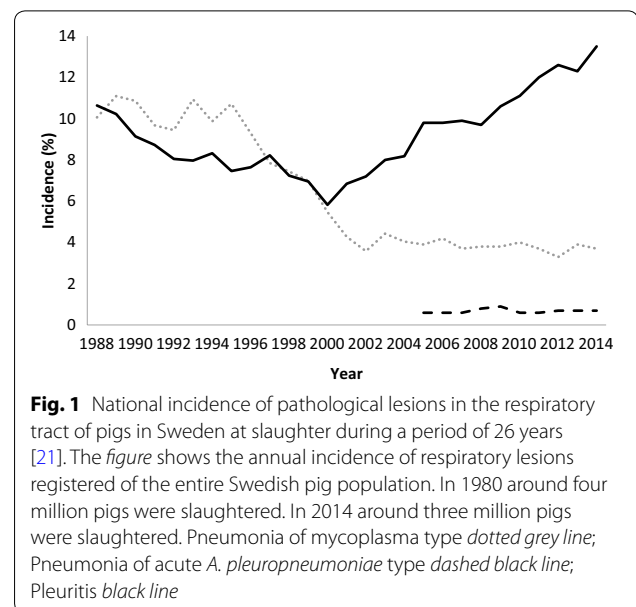 14
12
10
8
6
4
2
0
Incidence (%)
1988 1990 1992 1994 1996 1998 2000 2002 2004 2006 2008 2010 2012 2014
Year
Fig. 1 National incidence of pathological lesions in the respiratory
tract of pigs in Sweden at slaughter during a period of 26 years
[21]. The figure shows the annual incidence of respiratory lesions
registered of the entire Swedish pig population. In 1980 around four
million pigs were slaughtered. In 2014 around three million pigs
were slaughtered. Pneumonia of mycoplasma type dotted grey line;
Pneumonia of acute A. pleuropneumoniae type dashed black line;
Pleuritis black line